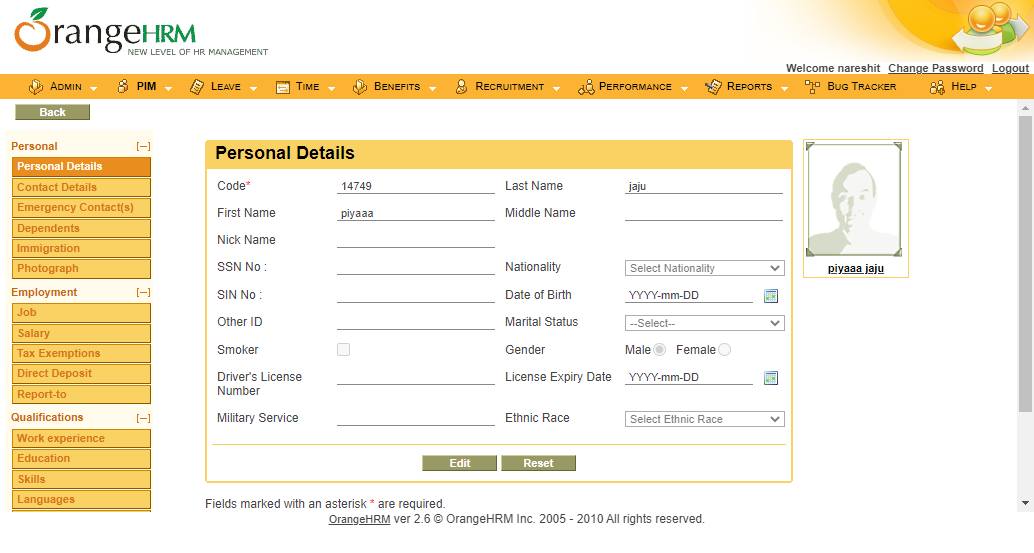 OrangeHRM
NEW LEVEL OF HR MANAGEMENT
Welcome nareshit Change Password Logout
ADMIN PIM LEAVE TIME BENEFITS RECRUITMENT PERFORMANCE REPORTS BUG TRACKER HELP
Back
Personal [–]
Personal Details
Contact Details
Emergency Contact(s)
Dependents
Immigration
Photograph
Employment [–]
Job
Salary
Tax Exemptions
Direct Deposit
Report-to
Qualifications [–]
Work experience
Education
Skills
Languages
Personal Details
Code* 14749 Last Name jaju
First Name piyaaa Middle Name
Nick Name
SSN No : Nationality Select Nationality
SIN No : Date of Birth YYYY-mm-DD
Other ID Marital Status --Select--
Smoker Gender Male Female
Driver's License Number License Expiry Date YYYY-mm-DD
Military Service Ethnic Race Select Ethnic Race
Edit Reset
piyaaa jaju
Fields marked with an asterisk * are required.
OrangeHRM ver 2.6 © OrangeHRM Inc. 2005 - 2010 All rights reserved.